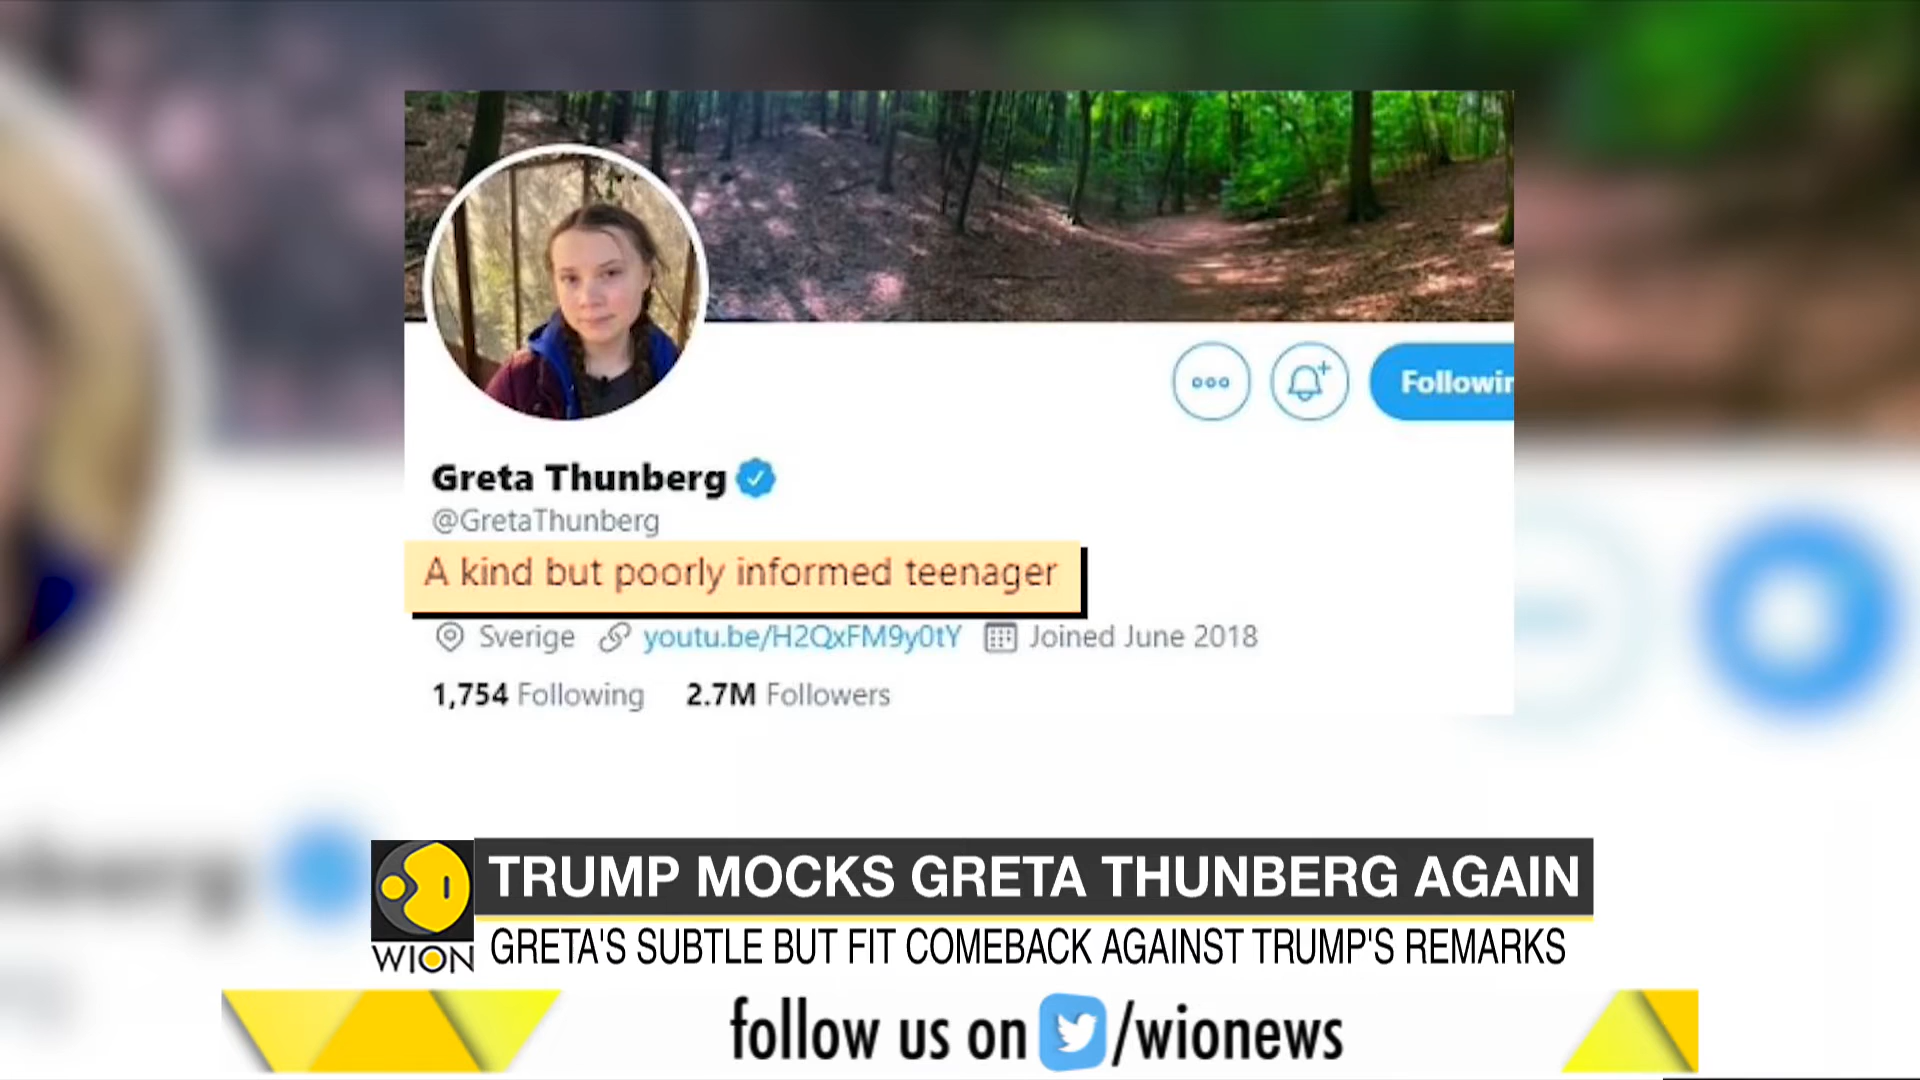 Greta Thunberg
@GretaThunberg
A kind but poorly informed teenager
Sverige youtu.be/H2QxFM9y0tY Joined June 2018
1,754 Following 2.7M Followers
Followin
TRUMP MOCKS GRETA THUNBERG AGAIN
WION GRETA'S SUBTLE BUT FIT COMEBACK AGAINST TRUMP'S REMARKS
follow us on /wionews